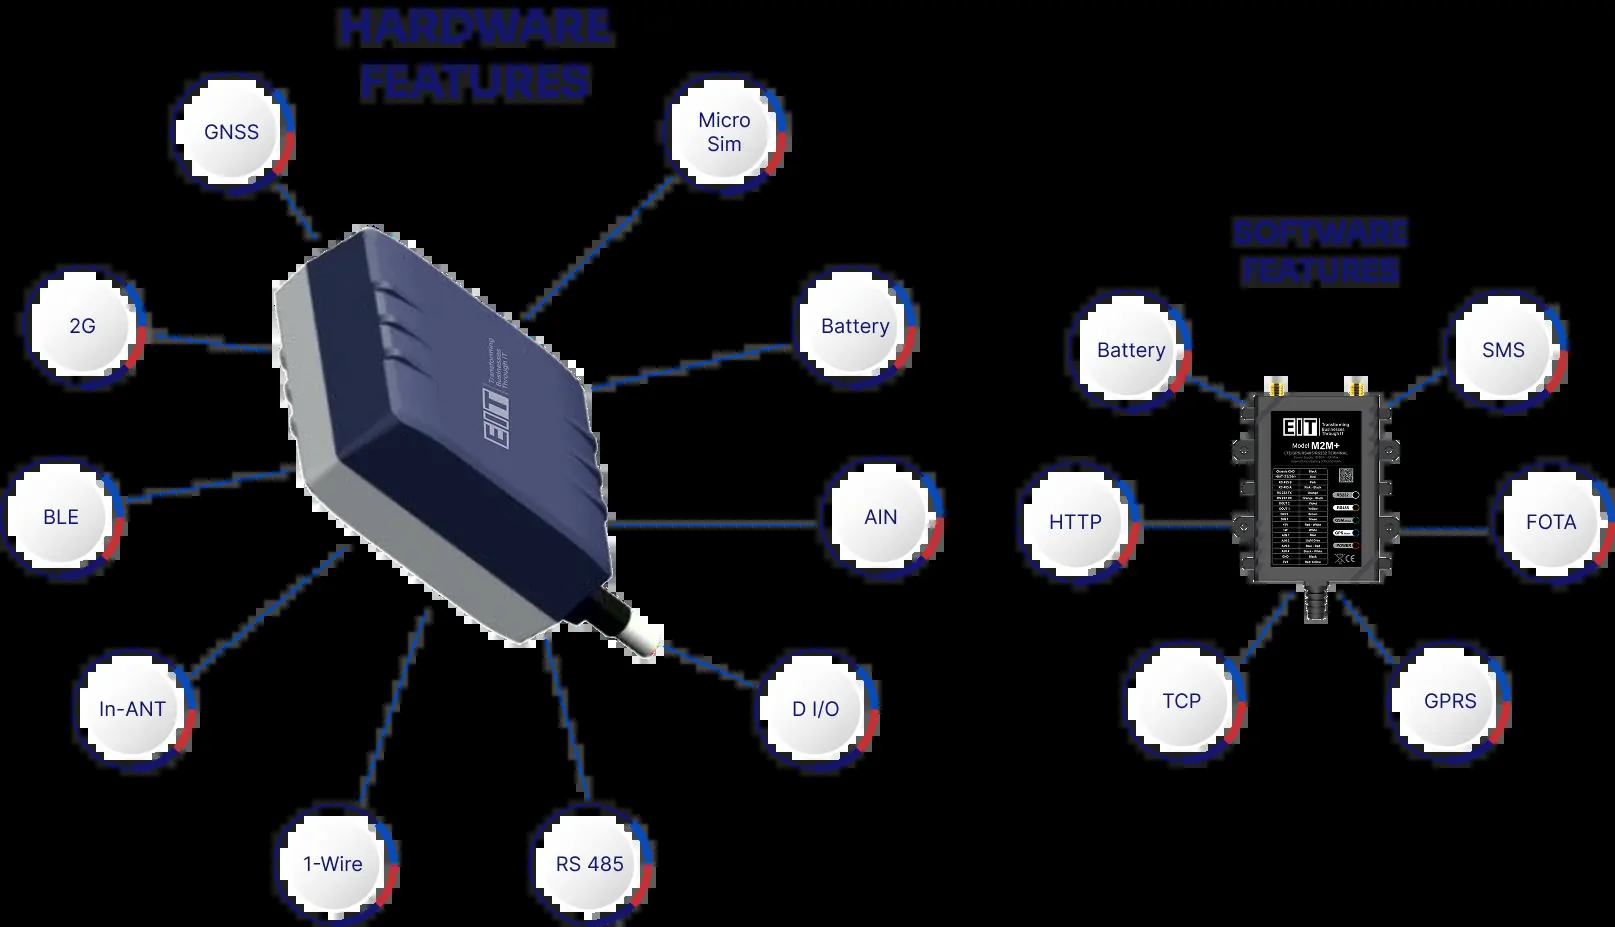 HARDWARE
FEATURES
GNSS
Micro
Sim
2G
Battery
BLE
AIN
In-ANT
D I/O
1-Wire
RS 485
EIT
Transforming
Businesses
Through IT
SOFTWARE
FEATURES
Battery
SMS
HTTP
FOTA
TCP
GPRS
EIT
Transforming
Businesses
Through IT
Model M2M+